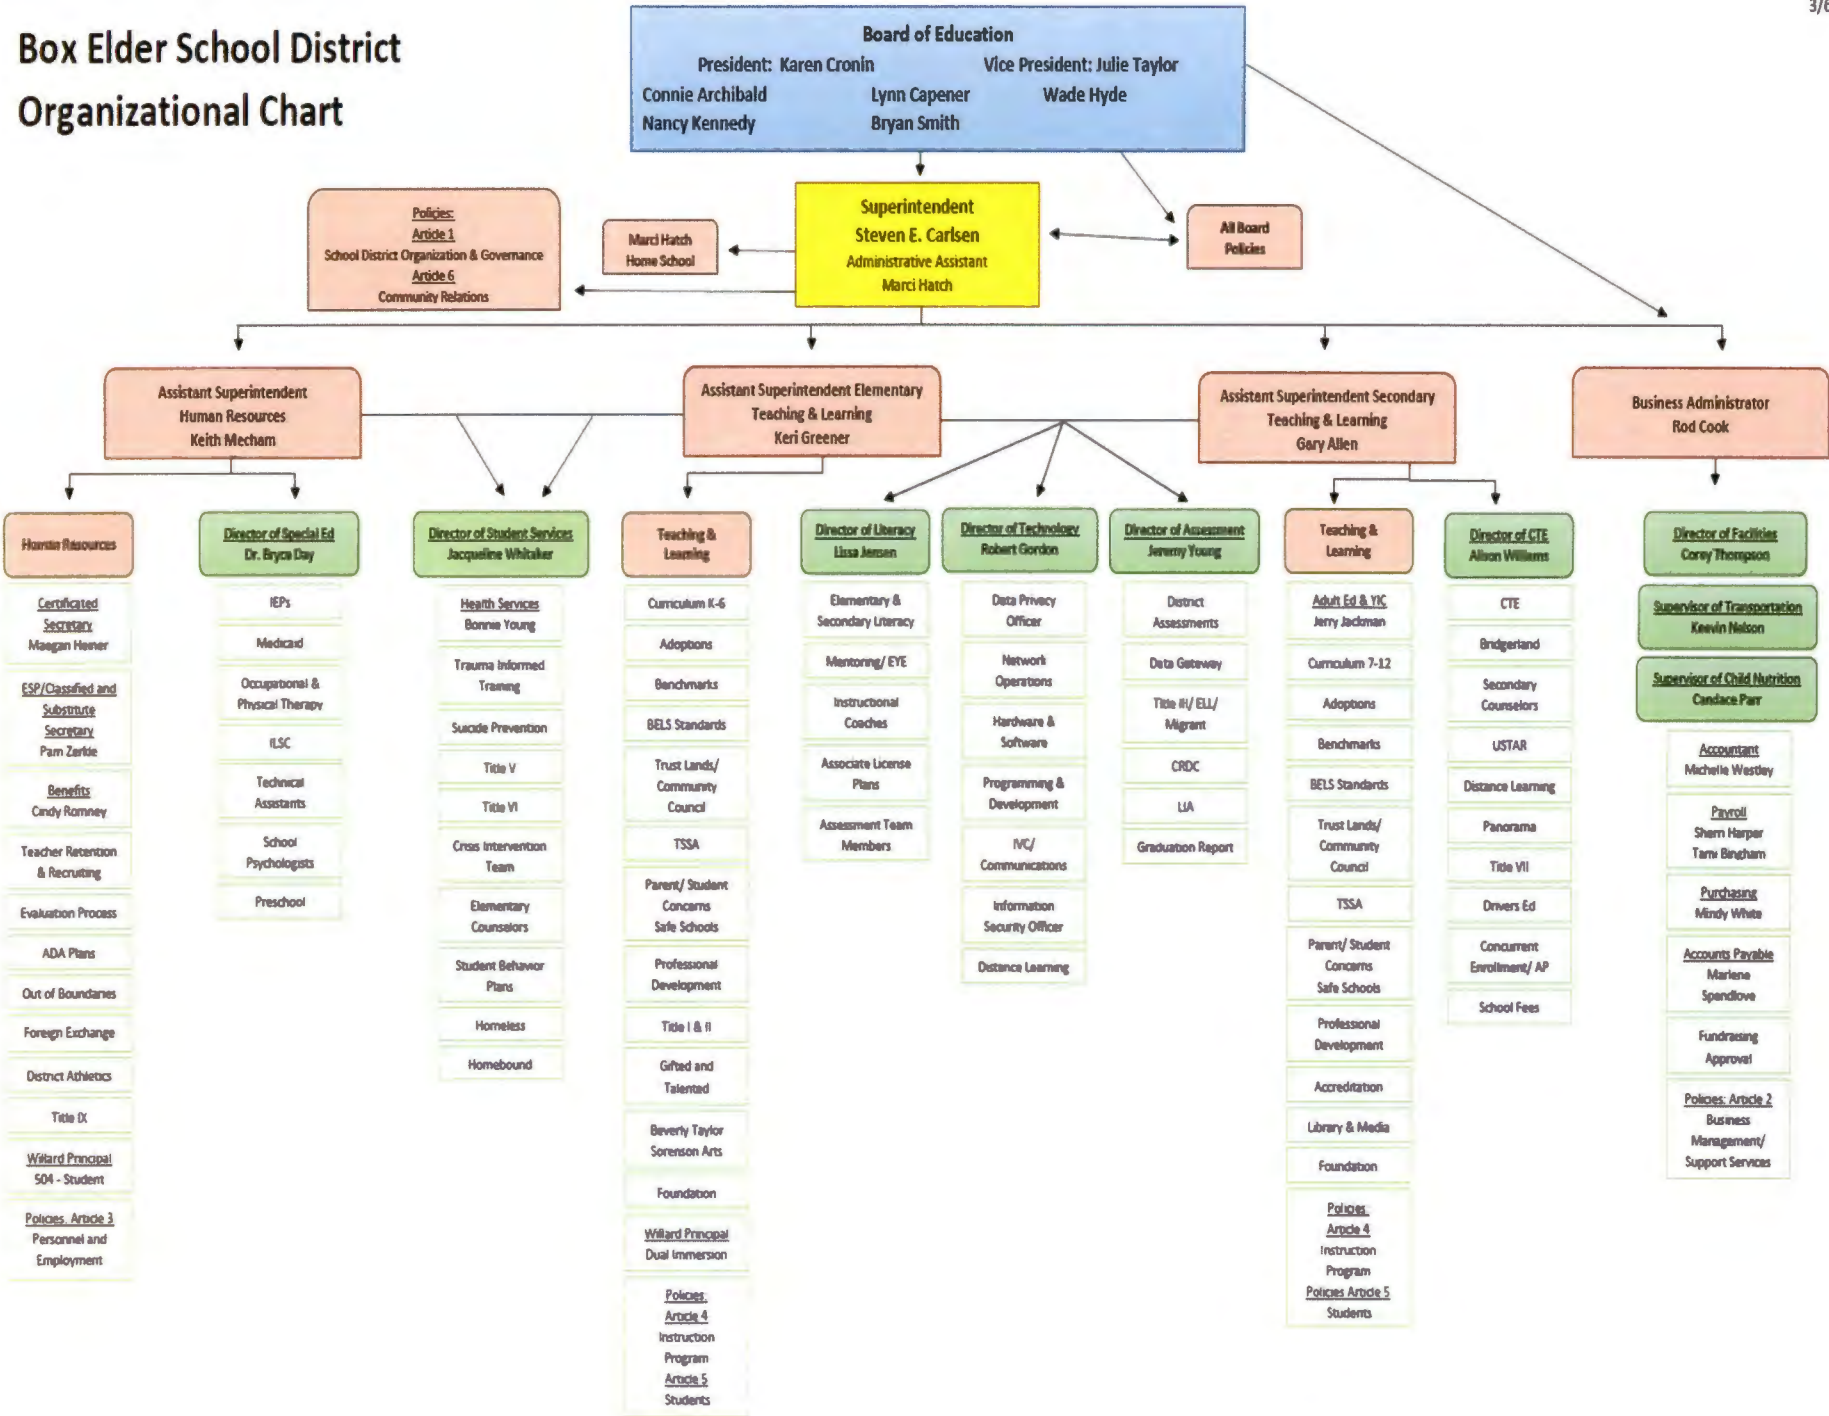 3/6
Box Elder School District
Organizational Chart
Board of Education
President: Karen Cronin Vice President: Julie Taylor
Connie Archibald Lynn Capener Wade Hyde
Nancy Kennedy Bryan Smith
Policies:
Article 1
School District Organization & Governance
Article 6
Community Relations
Marci Hatch
Home School
Superintendent
Steven E. Carlsen
Administrative Assistant
Marci Hatch
All Board
Policies
Assistant Superintendent
Human Resources
Keith Mecham
Assistant Superintendent Elementary
Teaching & Learning
Keri Greener
Assistant Superintendent Secondary
Teaching & Learning
Gary Allen
Business Administrator
Rod Cook
Human Resources
Certificated
Secretary
Maegan Hemer
ESP/Classified and
Substitute
Secretary
Pam Zerkle
Benefits
Cindy Romney
Teacher Retention
& Recruiting
Evaluation Process
ADA Plans
Out of Boundaries
Foreign Exchange
District Athletics
Title IX
Willard Principal
504 - Student
Policies: Article 3
Personnel and
Employment
Director of Special Ed
Dr. Bryce Day
IEPs
Medicaid
Occupational &
Physical Therapy
ILSC
Technical
Assistants
School
Psychologists
Preschool
Director of Student Services
Jacqueline Whitaker
Health Services
Bonnie Young
Trauma Informed
Training
Suicide Prevention
Title V
Title VI
Crisis Intervention
Team
Elementary
Counselors
Student Behavior
Plans
Homeless
Homebound
Teaching &
Learning
Curriculum K-6
Adoptions
Benchmarks
BELS Standards
Trust Lands/
Community
Council
TSSA
Parent/ Student
Concerns
Safe Schools
Professional
Development
Title I & II
Gifted and
Talented
Beverly Taylor
Sorenson Arts
Foundation
Willard Principal
Dual Immersion
Policies:
Article 4
Instruction
Program
Article 5
Students
Director of Literacy
Lissa Jensen
Elementary &
Secondary Literacy
Mentoring/ EYE
Instructional
Coaches
Associate License
Plans
Assessment Team
Members
Director of Technology
Robert Gordon
Data Privacy
Officer
Network
Operations
Hardware &
Software
Programming &
Development
IVC/
Communications
Information
Security Officer
Distance Learning
Director of Assessment
Jeremy Young
District
Assessments
Data Gateway
Title III/ ELL/
Migrant
CRDC
LIA
Graduation Report
Teaching &
Learning
Adult Ed & YIC
Jerry Jackman
Curriculum 7-12
Adoptions
Benchmarks
BELS Standards
Trust Lands/
Community
Council
TSSA
Parent/ Student
Concerns
Safe Schools
Professional
Development
Accreditation
Library & Media
Foundation
Policies:
Article 4
Instruction
Program
Policies Article 5
Students
Director of CTE
Alison Williams
CTE
Bridgerland
Secondary
Counselors
USTAR
Distance Learning
Panorama
Title VII
Drivers Ed
Concurrent
Enrollment/ AP
School Fees
Director of Facilities
Corey Thompson
Supervisor of Transportation
Keevin Nelson
Supervisor of Child Nutrition
Candace Parr
Accountant
Michelle Westley
Payroll
Sherri Harper
Tami Bingham
Purchasing
Mindy White
Accounts Payable
Marlene
Spendlove
Fundraising
Approval
Policies: Article 2
Business
Management/
Support Services